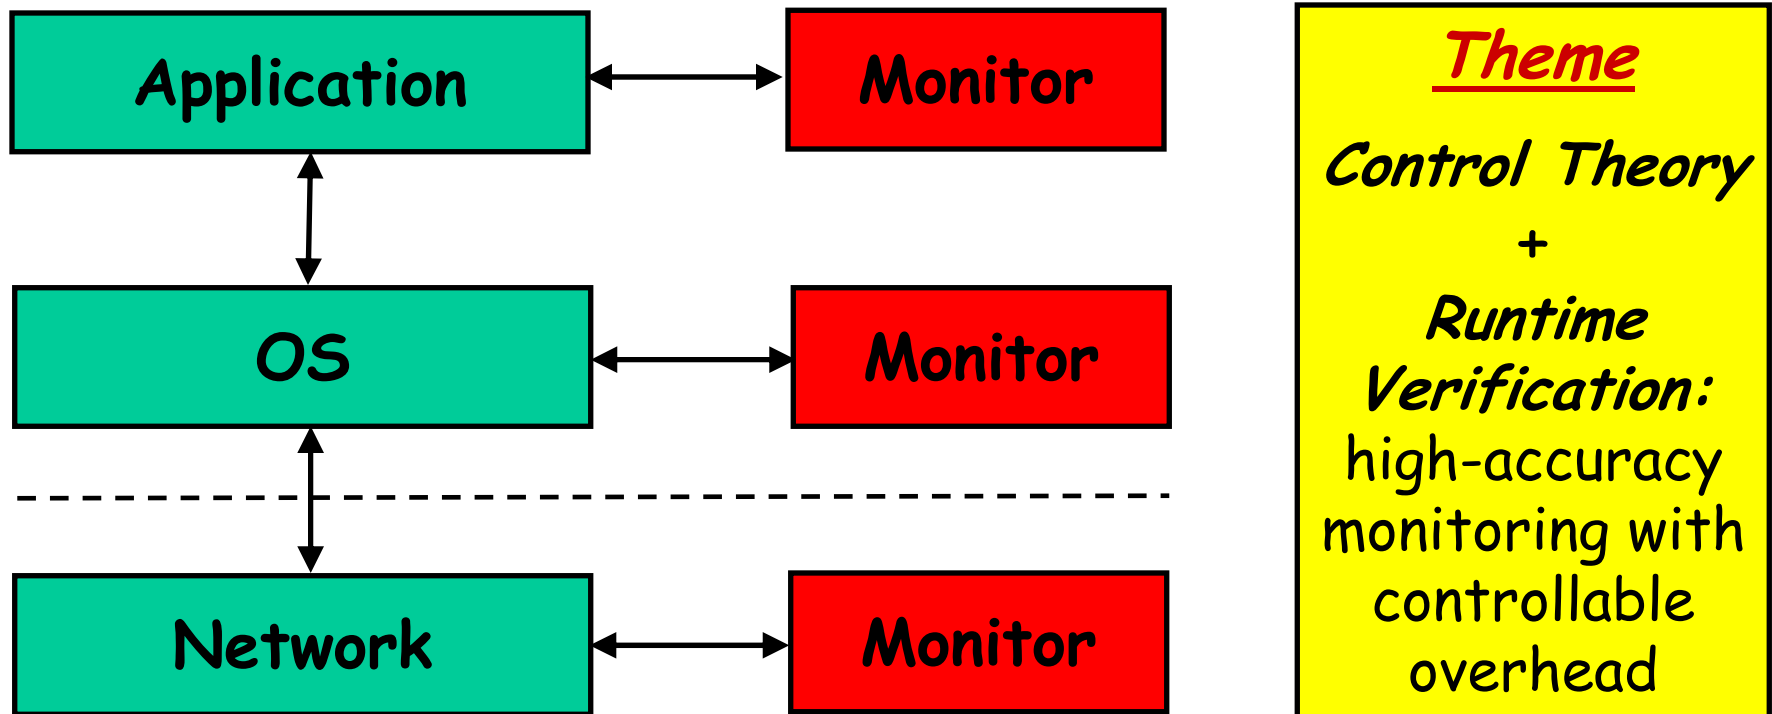 Application
Monitor
OS
Monitor
Network
Monitor
Theme
Control Theory
+
Runtime
Verification:
high-accuracy
monitoring with
controllable
overhead